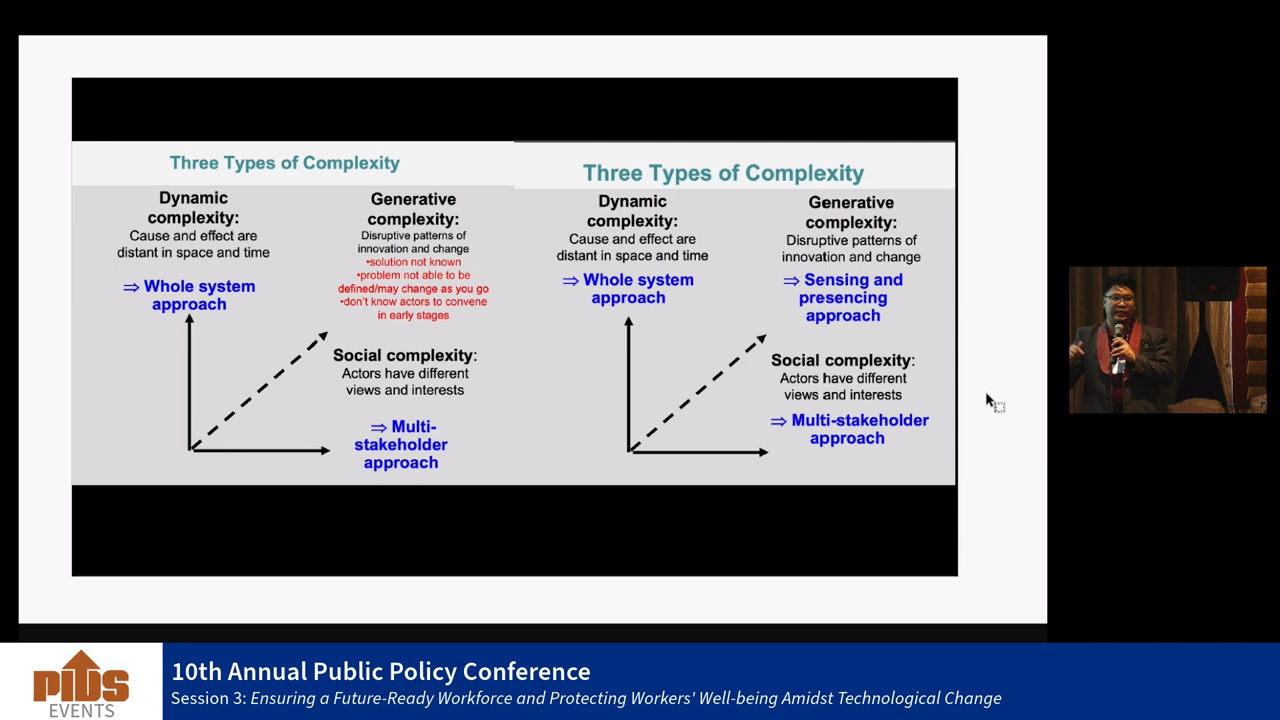 Three Types of Complexity
Dynamic
complexity:
Cause and effect are
distant in space and time
⇒ Whole system
approach
Generative
complexity:
Disruptive patterns of
innovation and change
•solution not known
•problem not able to be
defined/may change as you go
•don't know actors to convene
in early stages
Social complexity:
Actors have different
views and interests
⇒ Multi-
stakeholder
approach
Three Types of Complexity
Dynamic
complexity:
Cause and effect are
distant in space and time
⇒ Whole system
approach
Generative
complexity:
Disruptive patterns of
innovation and change
⇒ Sensing and
presencing
approach
Social complexity:
Actors have different
views and interests
⇒ Multi-stakeholder
approach
PIDS
EVENTS
10th Annual Public Policy Conference
Session 3: Ensuring a Future-Ready Workforce and Protecting Workers' Well-being Amidst Technological Change